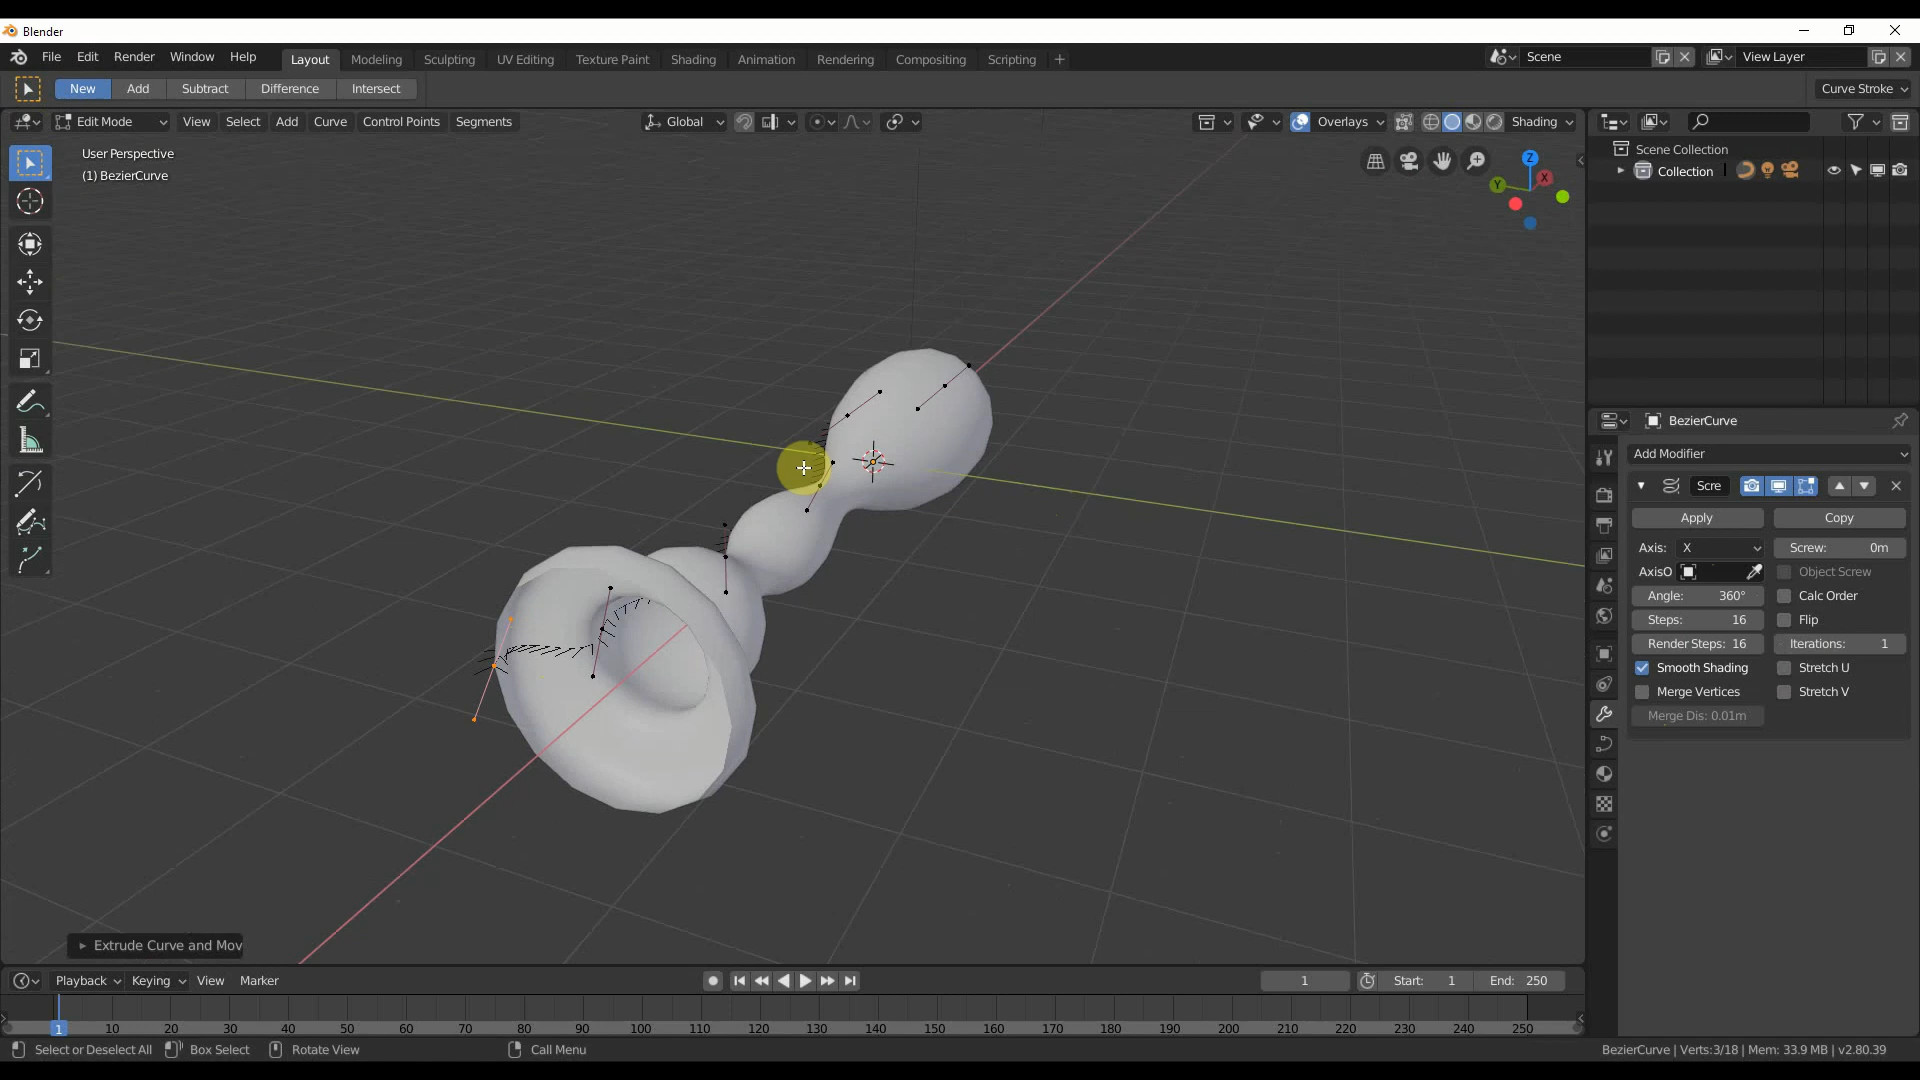 Blender
File Edit Render Window Help Layout Modeling Sculpting UV Editing Texture Paint Shading Animation Rendering Compositing Scripting + Scene View Layer
New Add Subtract Difference Intersect Curve Stroke
Edit Mode View Select Add Curve Control Points Segments Global Overlays Shading
User Perspective
(1) BezierCurve
Z
X
Y
Scene Collection
Collection
BezierCurve
Add Modifier
Scre
Apply Copy
Axis: X Screw: 0m
AxisO Object Screw
Angle: 360° Calc Order
Steps: 16 Flip
Render Steps: 16 Iterations: 1
Smooth Shading Stretch U
Merge Vertices Stretch V
Merge Dis: 0.01m
Extrude Curve and Mov
Playback Keying View Marker 1 Start: 1 End: 250
1 10 20 30 40 50 60 70 80 90 100 110 120 130 140 150 160 170 180 190 200 210 220 230 240 250
Select or Deselect All Box Select Rotate View Call Menu BezierCurve | Verts:3/18 | Mem: 33.9 MB | v2.80.39